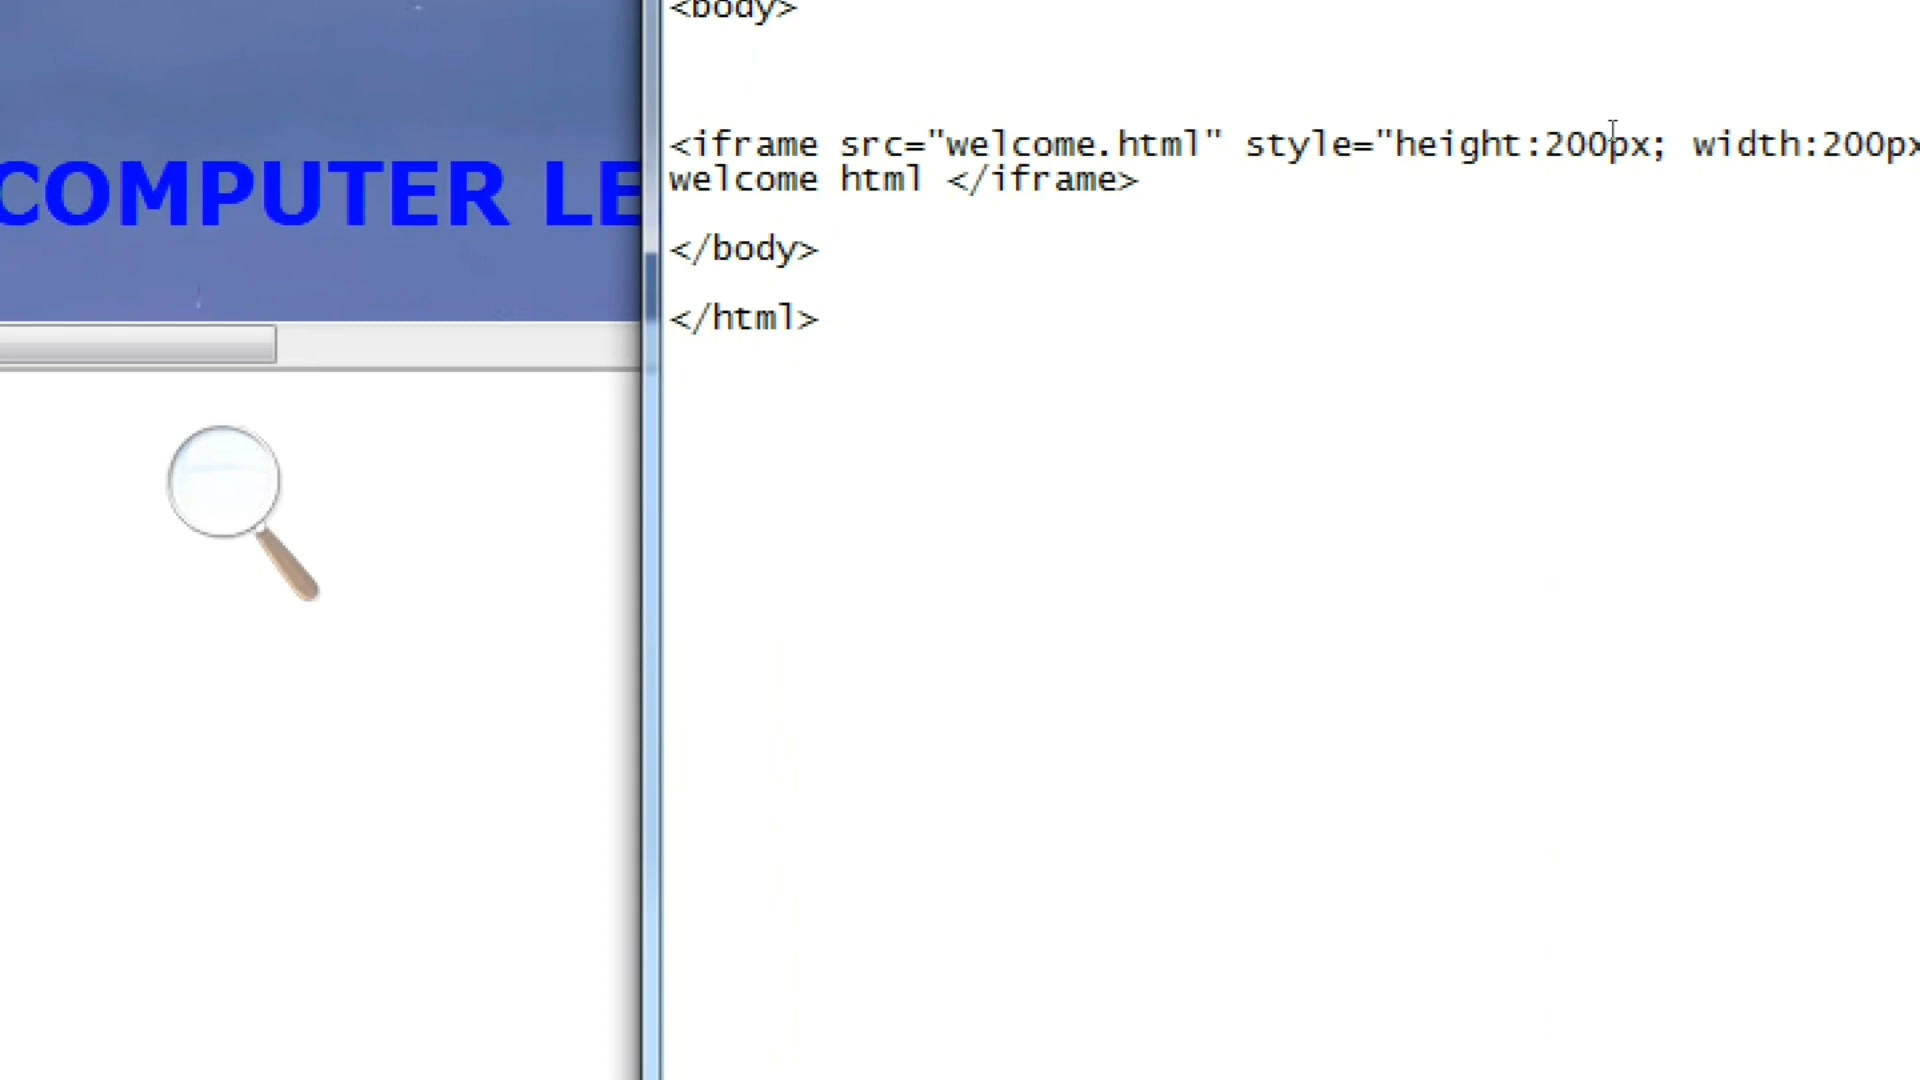 COMPUTER LE
<body>
<iframe src="welcome.html" style="height:200px; width:200px
welcome html </iframe>
</body>
</html>